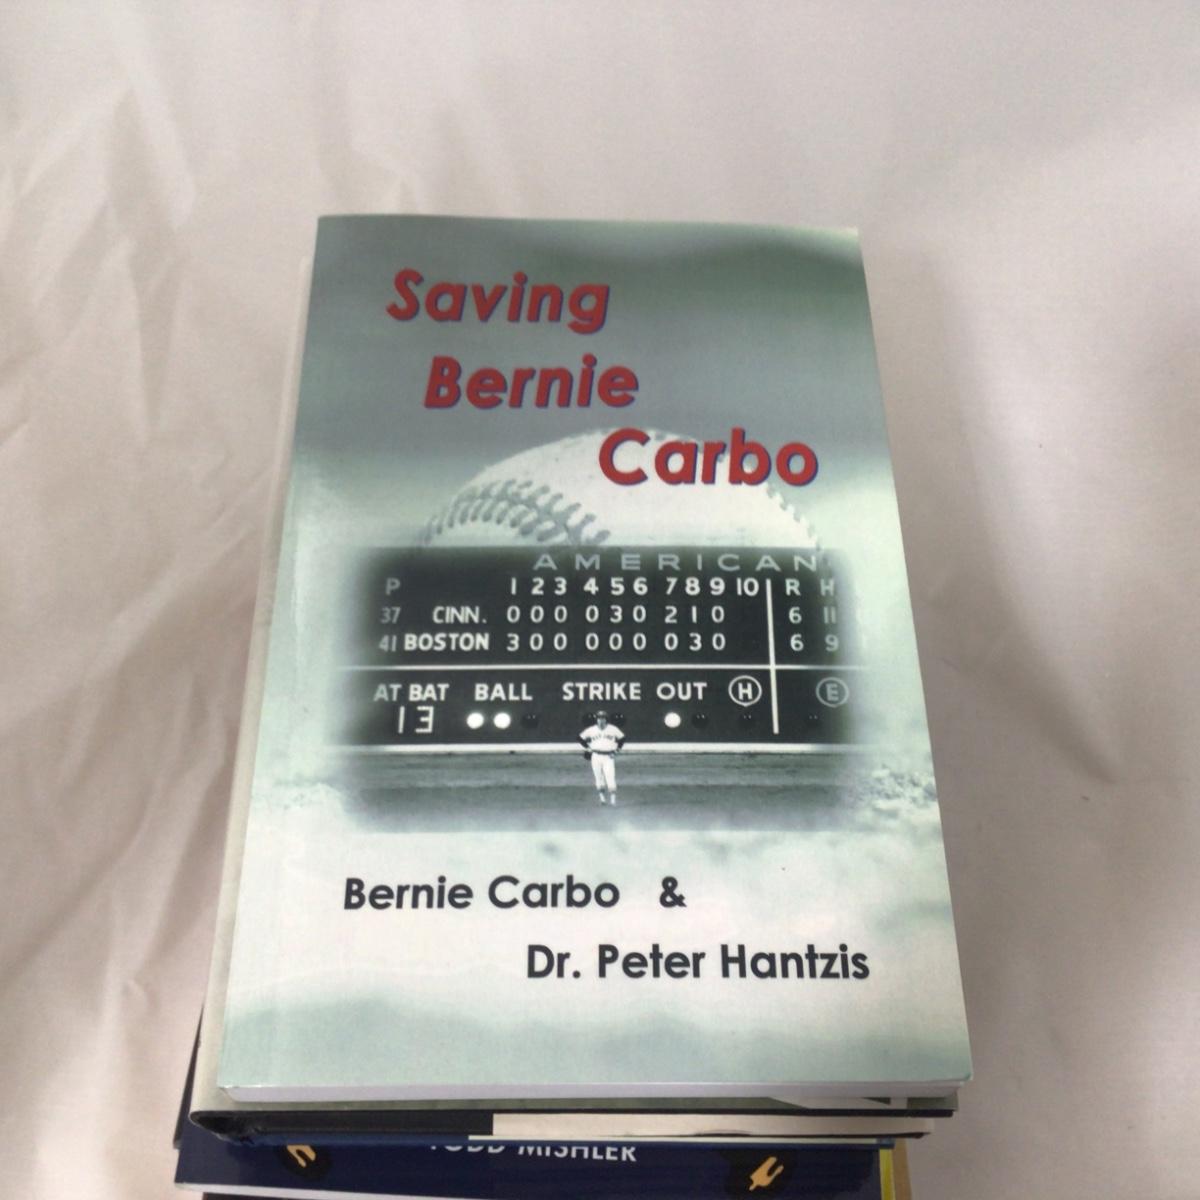 Saving
Bernie
Carbo
AMERICAN
P 1 2 3 4 5 6 7 8 9 10 R H
37 CINN. 0 0 0 0 3 0 2 1 0 6 11
41 BOSTON 3 0 0 0 0 0 0 3 0 6 9
AT BAT BALL STRIKE OUT H E
13
Bernie Carbo &
Dr. Peter Hantzis
TODD MISHLER